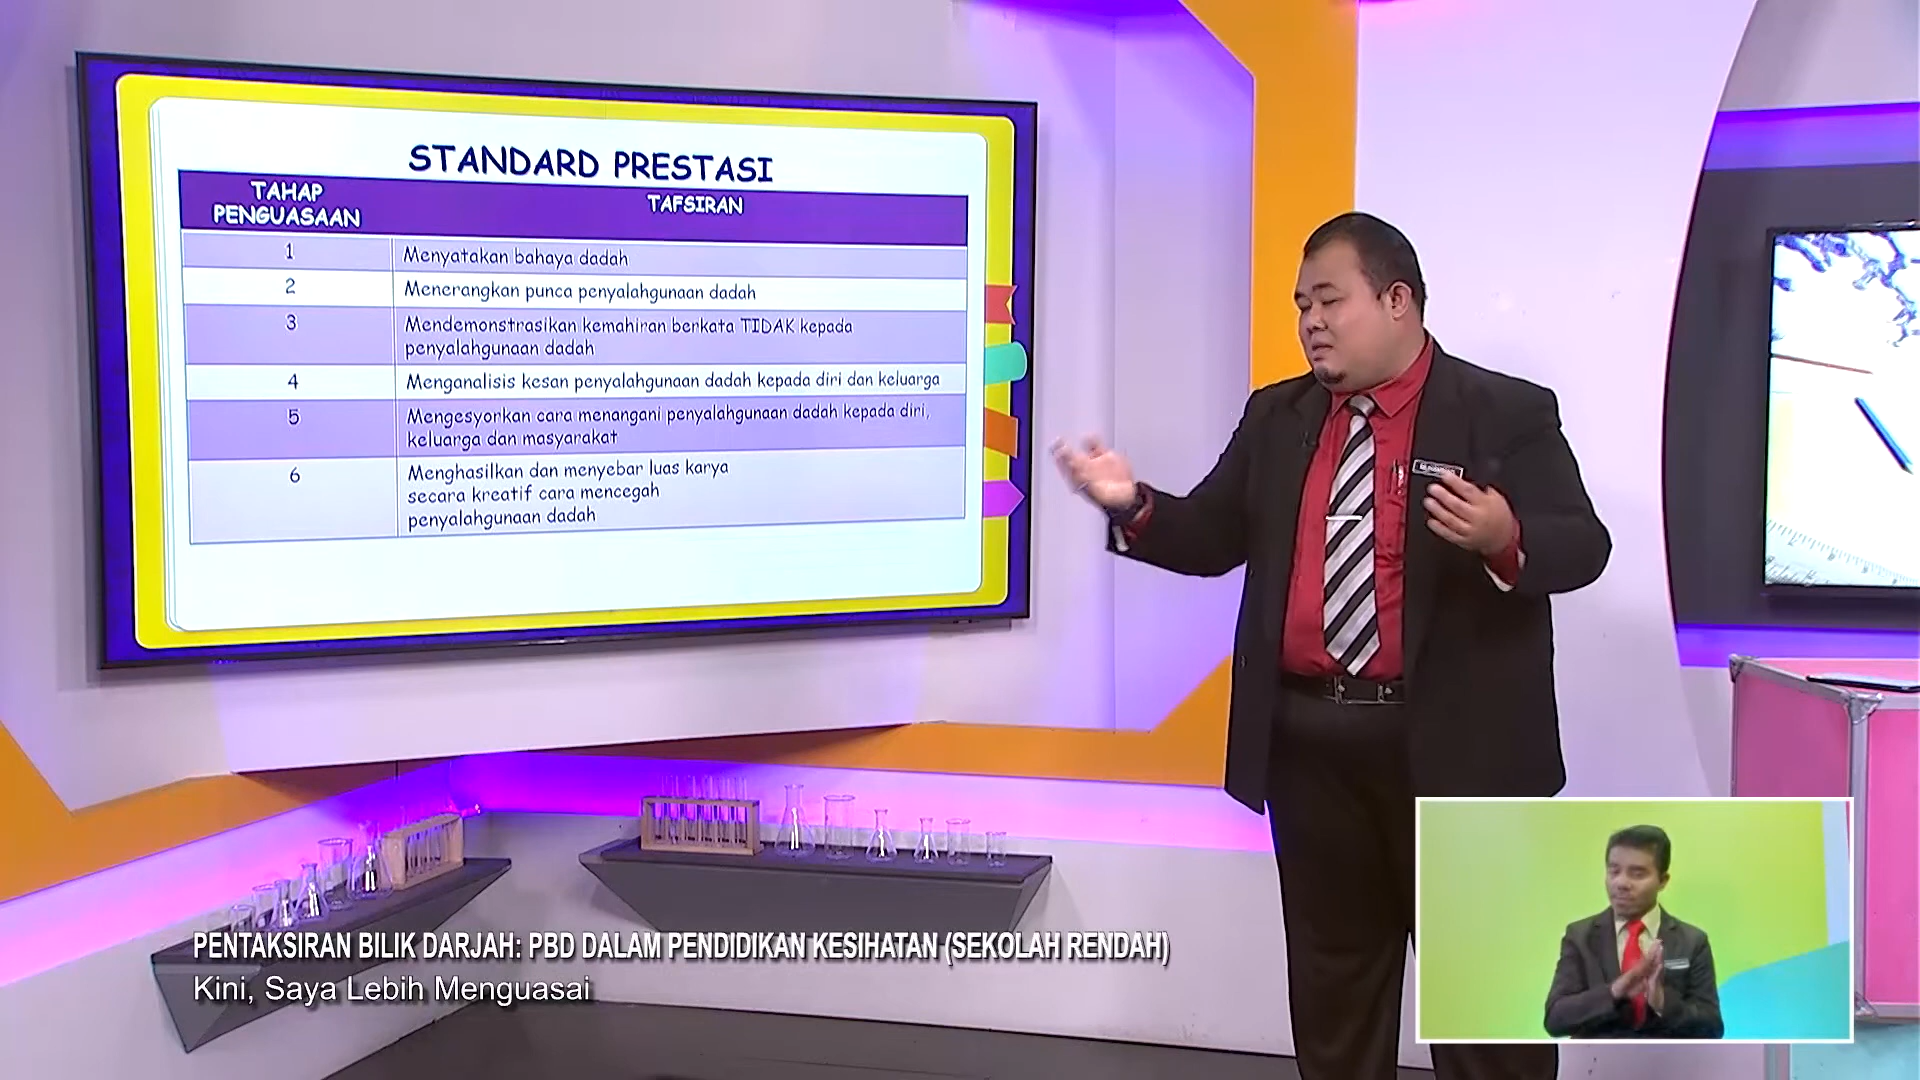 STANDARD PRESTASI
TAHAP
PENGUASAAN
TAFSIRAN
1
Menyatakan bahaya dadah
2
Menerangkan punca penyalahgunaan dadah
3
Mendemonstrasikan kemahiran berkata TIDAK kepada
penyalahgunaan dadah
4
Menganalisis kesan penyalahgunaan dadah kepada diri dan keluarga
5
Mengesyorkan cara menangani penyalahgunaan dadah kepada diri,
keluarga dan masyarakat
6
Menghasilkan dan menyebar luas karya
secara kreatif cara mencegah
penyalahgunaan dadah
PENTAKSIRAN BILIK DARJAH: PBD DALAM PENDIDIKAN KESIHATAN (SEKOLAH RENDAH)
Kini, Saya Lebih Menguasai